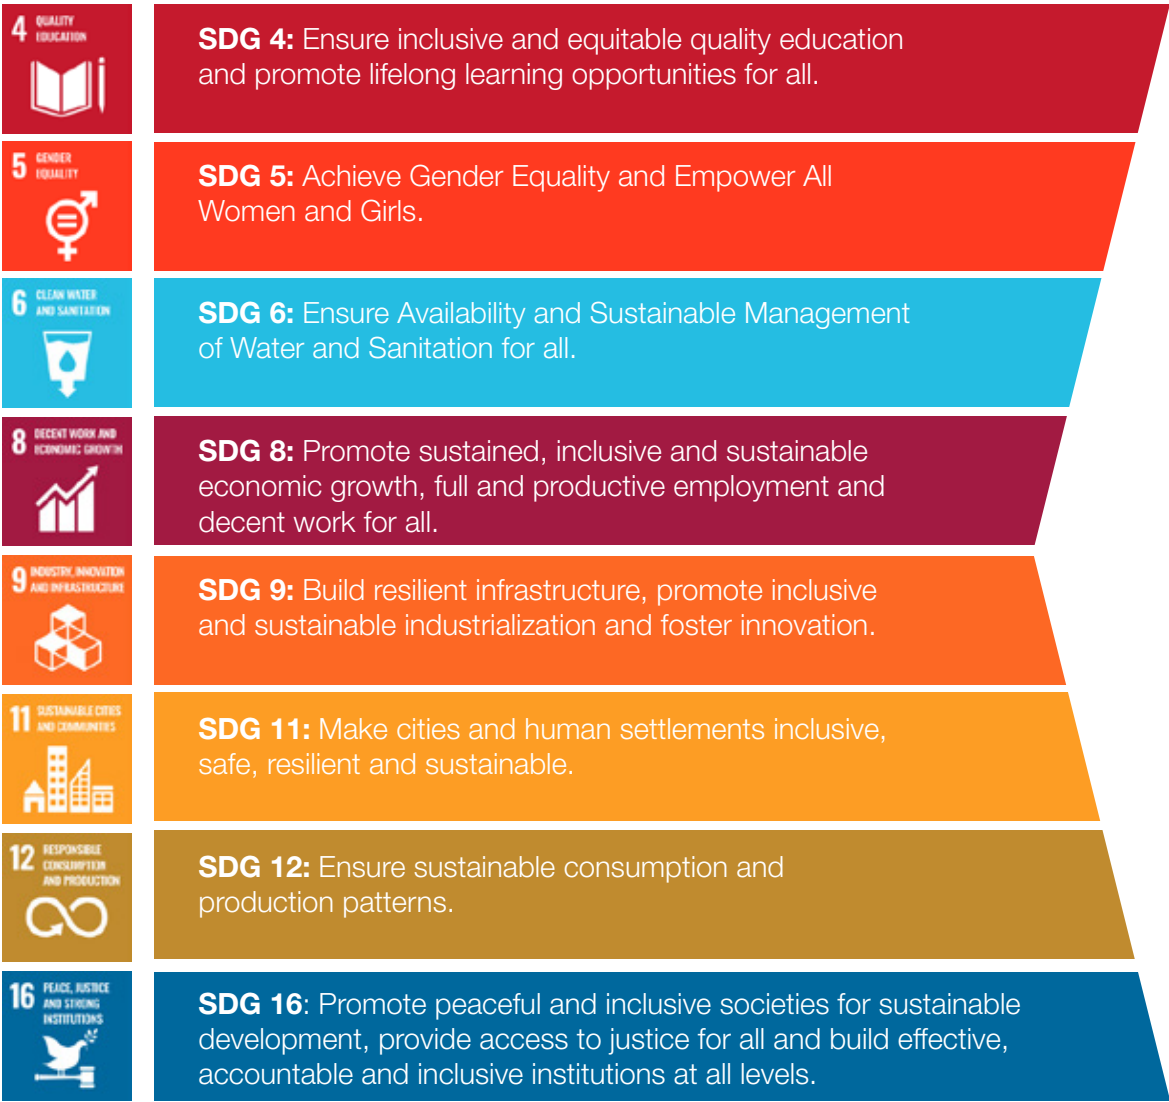 4 QUALITY
EDUCATION
SDG 4: Ensure inclusive and equitable quality education
and promote lifelong learning opportunities for all.
5 GENDER
EQUALITY
SDG 5: Achieve Gender Equality and Empower All
Women and Girls.
6 CLEAN WATER
AND SANITATION
SDG 6: Ensure Availability and Sustainable Management
of Water and Sanitation for all.
8 DECENT WORK AND
ECONOMIC GROWTH
SDG 8: Promote sustained, inclusive and sustainable
economic growth, full and productive employment and
decent work for all.
9 INDUSTRY, INNOVATION
AND INFRASTRUCTURE
SDG 9: Build resilient infrastructure, promote inclusive
and sustainable industrialization and foster innovation.
11 SUSTAINABLE CITIES
AND COMMUNITIES
SDG 11: Make cities and human settlements inclusive,
safe, resilient and sustainable.
12 RESPONSIBLE
CONSUMPTION
AND PRODUCTION
SDG 12: Ensure sustainable consumption and
production patterns.
16 PEACE, JUSTICE
AND STRONG
INSTITUTIONS
SDG 16: Promote peaceful and inclusive societies for sustainable
development, provide access to justice for all and build effective,
accountable and inclusive institutions at all levels.